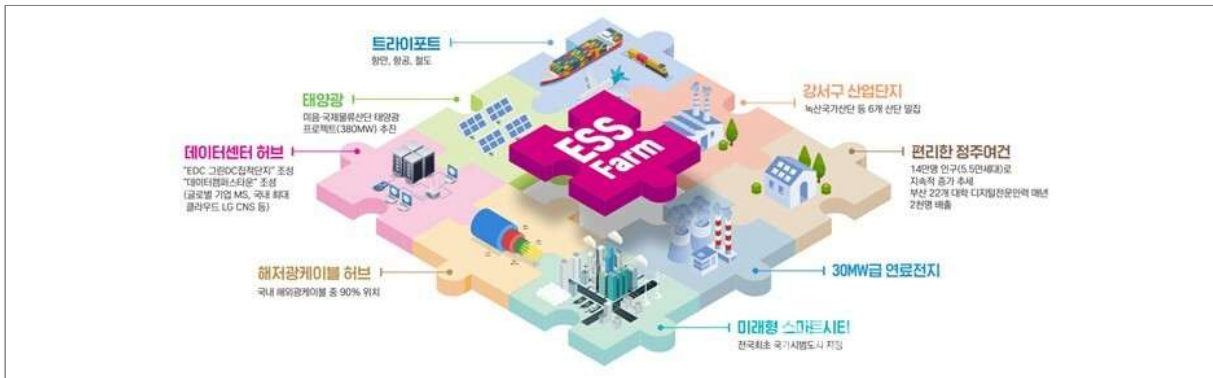 트라이포트
항만, 항공, 철도
태양광
미음·국제물류산단 태양광
프로젝트(380MW) 추진
데이터센터 허브
"EDC 그린DC집적단지" 조성
"데이터캠퍼스타운" 조성
(글로벌 기업 MS, 국내 최대
클라우드 LG CNS 등)
해저광케이블 허브
국내 해외광케이블 중 90% 위치
ESS
Farm
강서구 산업단지
녹산국가산단 등 6개 산단 밀집
편리한 정주여건
14만명 인구(5.5만세대)로
지속적 증가 추세
부산 22개 대학 디지털전문인력 매년
2천명 배출
30MW급 연료전지
미래형 스마트시티
전국최초 국가시범도시 지정